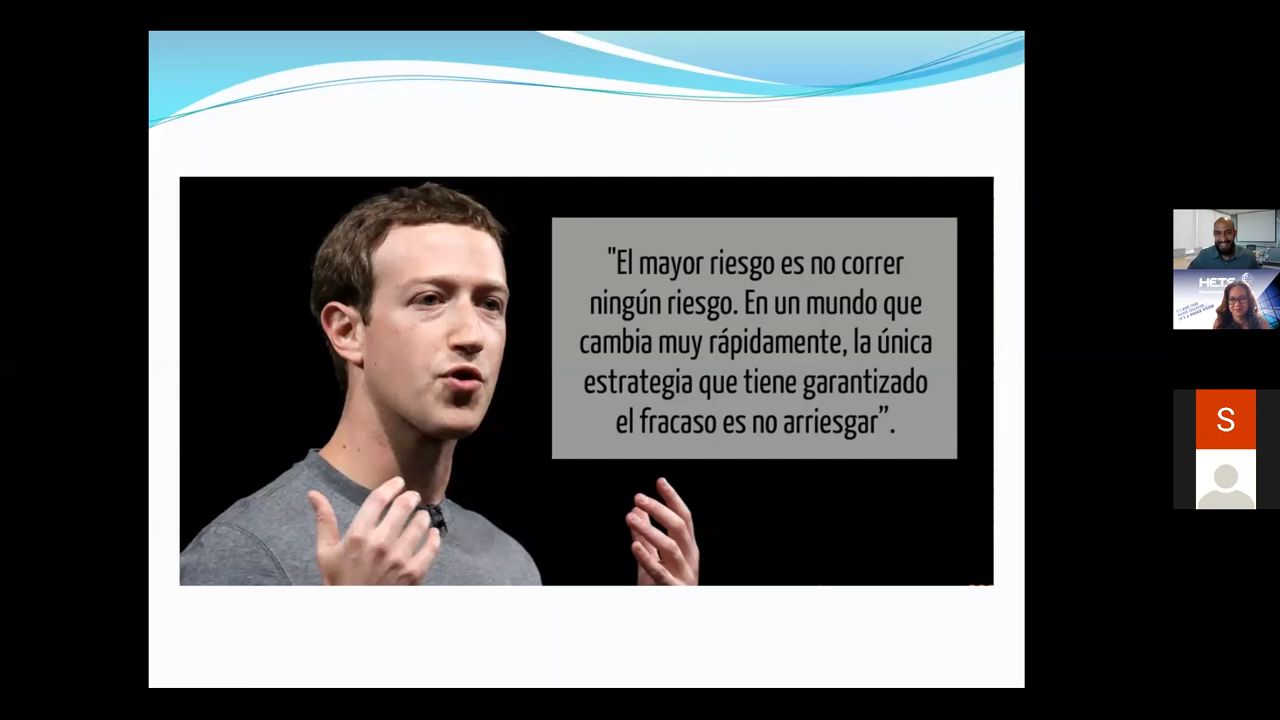 "El mayor riesgo es no correr
ningún riesgo. En un mundo que
cambia muy rápidamente, la única
estrategia que tiene garantizado
el fracaso es no arriesgar”.
HETS
S